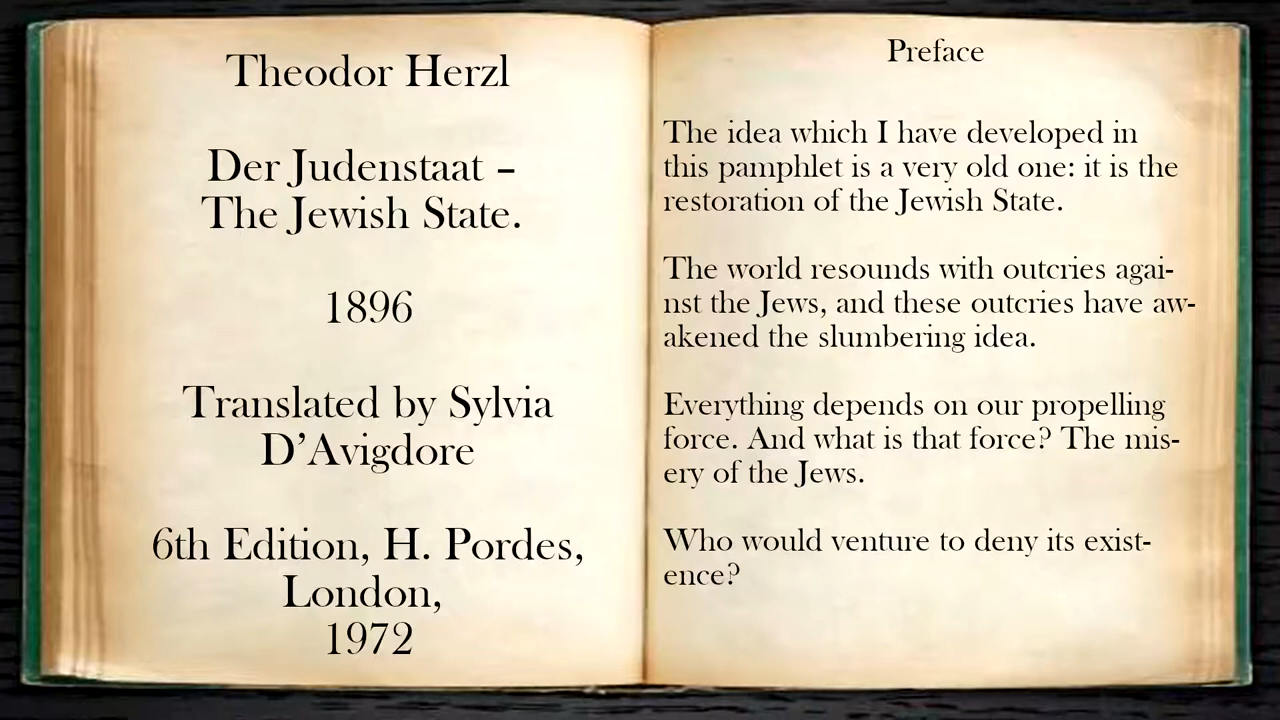 Theodor Herzl
Der Judenstaat –
The Jewish State.
1896
Translated by Sylvia
D’Avigdore
6th Edition, H. Pordes,
London,
1972
Preface
The idea which I have developed in
this pamphlet is a very old one: it is the
restoration of the Jewish State.
The world resounds with outcries agai-
nst the Jews, and these outcries have aw-
akened the slumbering idea.
Everything depends on our propelling
force. And what is that force? The mis-
ery of the Jews.
Who would venture to deny its exist-
ence?